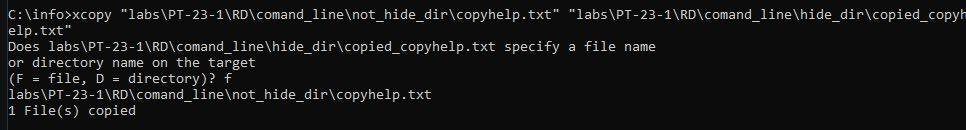 C:\info>xcopy "labs\PT-23-1\RD\comand_line\not_hide_dir\copyhelp.txt" "labs\PT-23-1\RD\comand_line\hide_dir\copied_copyh
elp.txt"
Does labs\PT-23-1\RD\comand_line\hide_dir\copied_copyhelp.txt specify a file name
or directory name on the target
(F = file, D = directory)? f
labs\PT-23-1\RD\comand_line\not_hide_dir\copyhelp.txt
1 File(s) copied